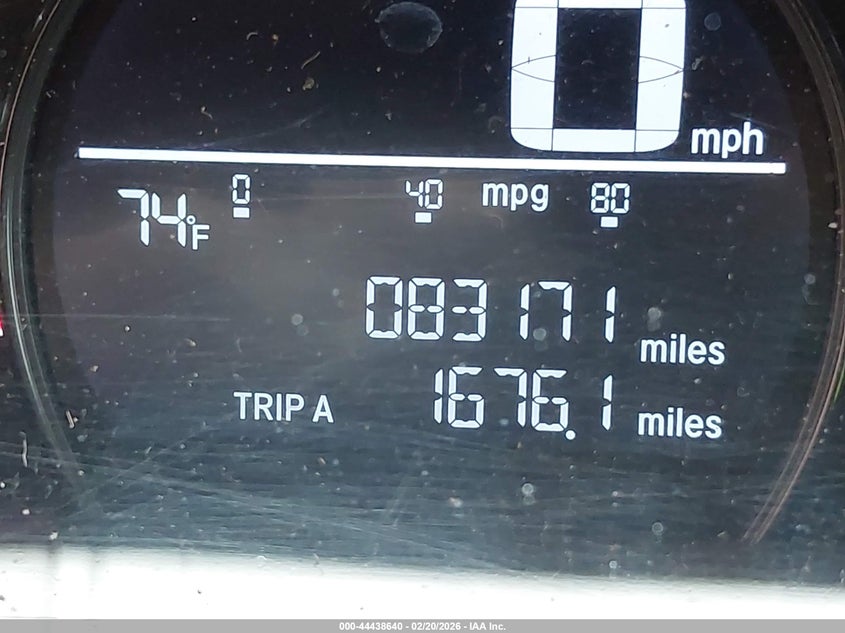 0 mph
74°F 0 40 mpg 80
083171 miles
TRIP A 1676.1 miles
000-44438640 - 02/20/2026 - IAA Inc.